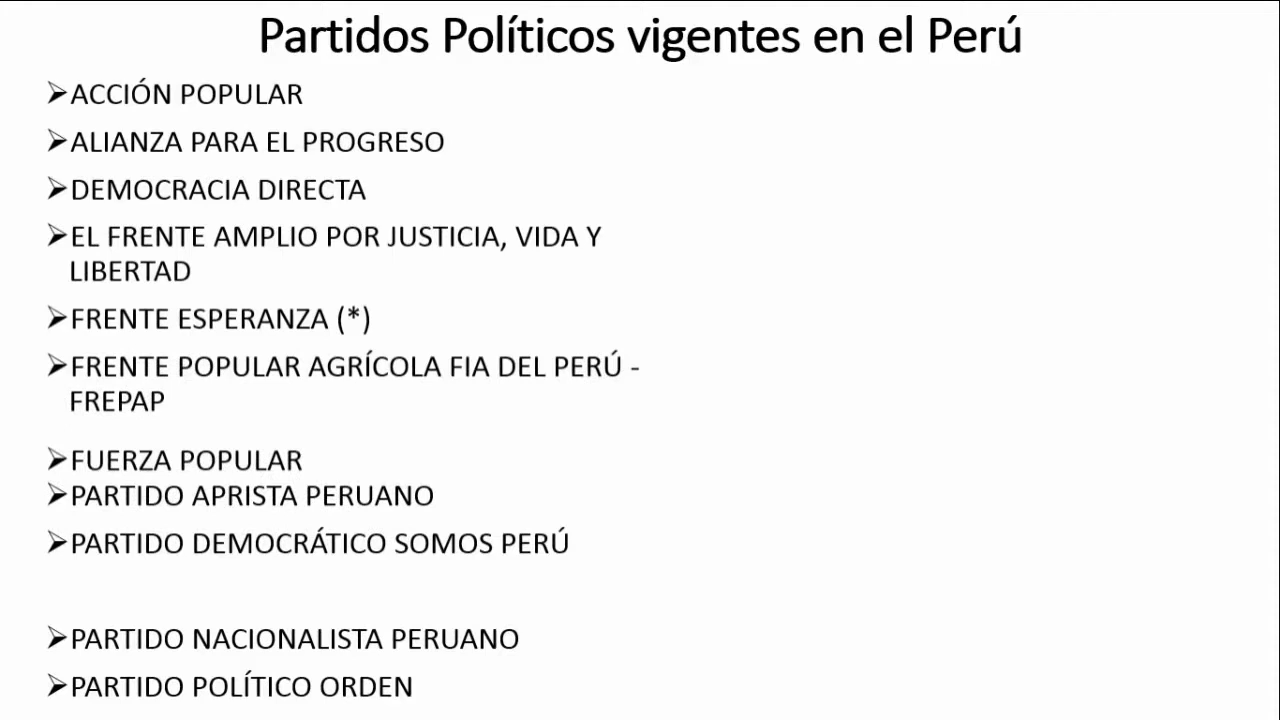 Partidos Políticos vigentes en el Perú
➢ACCIÓN POPULAR
➢ALIANZA PARA EL PROGRESO
➢DEMOCRACIA DIRECTA
➢EL FRENTE AMPLIO POR JUSTICIA, VIDA Y
LIBERTAD
➢FRENTE ESPERANZA (*)
➢FRENTE POPULAR AGRÍCOLA FIA DEL PERÚ -
FREPAP
➢FUERZA POPULAR
➢PARTIDO APRISTA PERUANO
➢PARTIDO DEMOCRÁTICO SOMOS PERÚ
➢PARTIDO NACIONALISTA PERUANO
➢PARTIDO POLÍTICO ORDEN